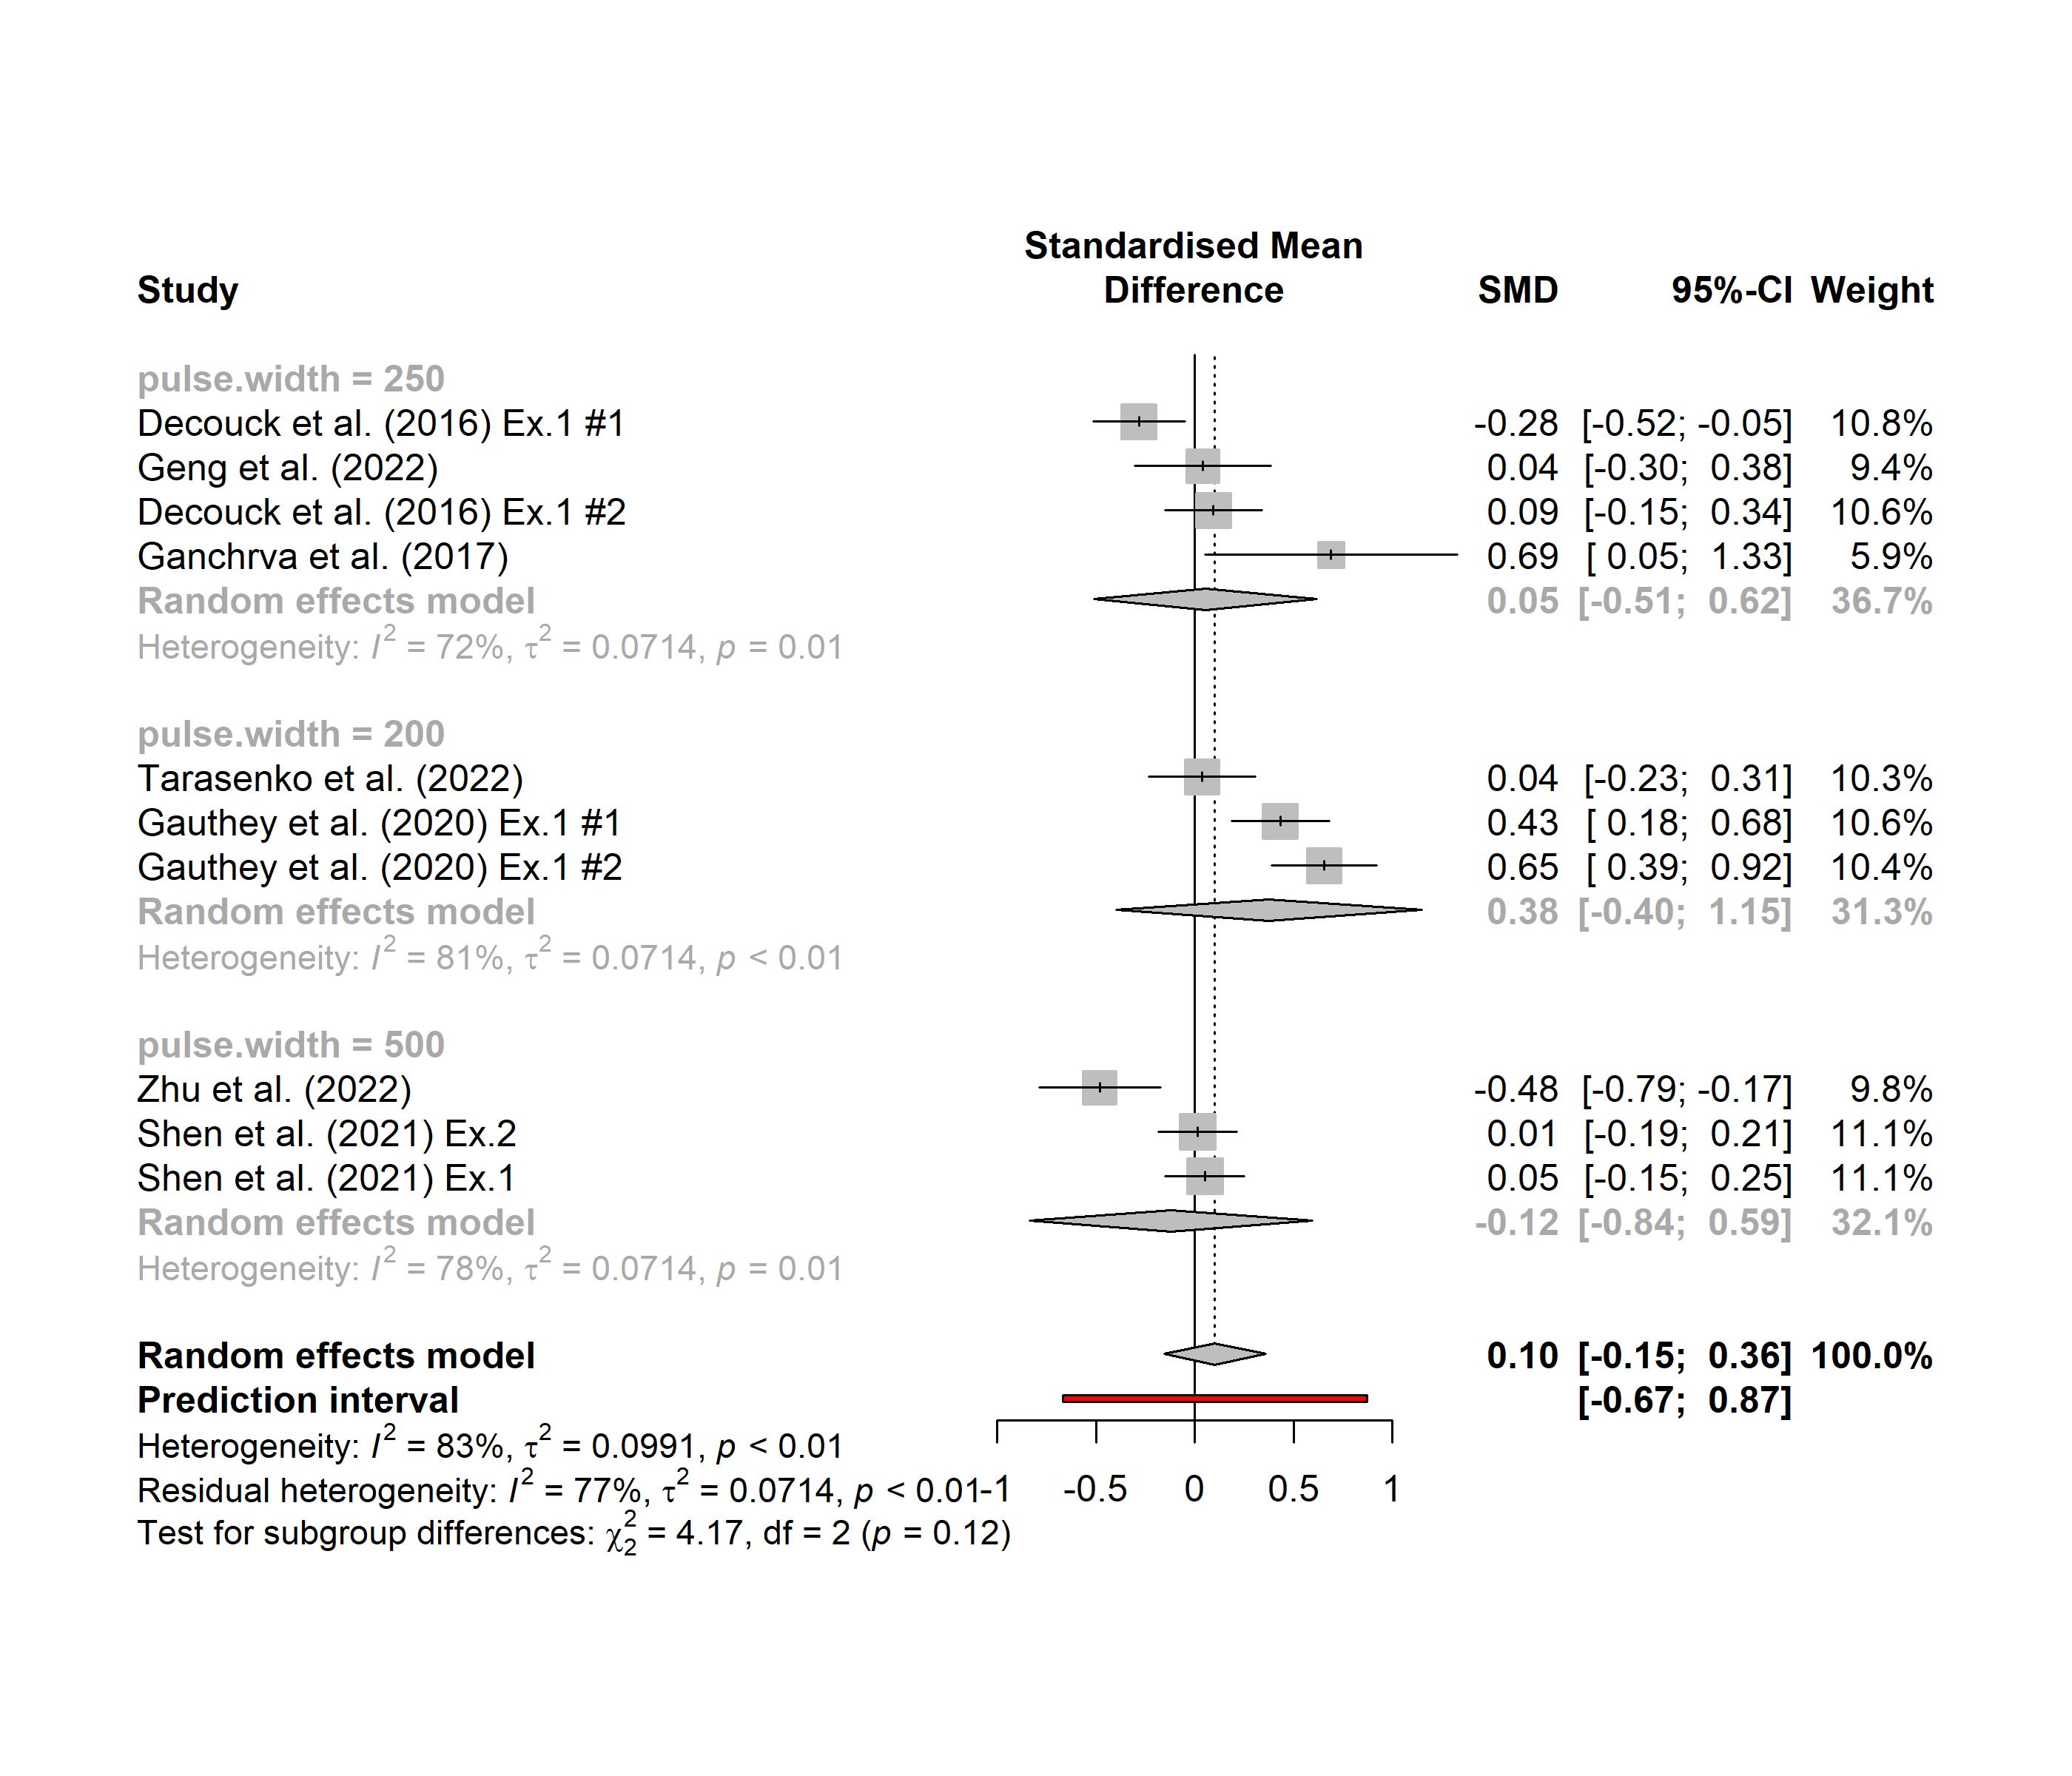 Standardised Mean
Study Difference SMD 95%-CI Weight
pulse.width = 250
Decouck et al. (2016) Ex.1 #1 -0.28 [-0.52; -0.05] 10.8%
Geng et al. (2022) 0.04 [-0.30; 0.38] 9.4%
Decouck et al. (2016) Ex.1 #2 0.09 [-0.15; 0.34] 10.6%
Ganchrva et al. (2017) 0.69 [ 0.05; 1.33] 5.9%
Random effects model 0.05 [-0.51; 0.62] 36.7%
Heterogeneity: I² = 72%, τ² = 0.0714, p = 0.01
pulse.width = 200
Tarasenko et al. (2022) 0.04 [-0.23; 0.31] 10.3%
Gauthey et al. (2020) Ex.1 #1 0.43 [ 0.18; 0.68] 10.6%
Gauthey et al. (2020) Ex.1 #2 0.65 [ 0.39; 0.92] 10.4%
Random effects model 0.38 [-0.40; 1.15] 31.3%
Heterogeneity: I² = 81%, τ² = 0.0714, p < 0.01
pulse.width = 500
Zhu et al. (2022) -0.48 [-0.79; -0.17] 9.8%
Shen et al. (2021) Ex.2 0.01 [-0.19; 0.21] 11.1%
Shen et al. (2021) Ex.1 0.05 [-0.15; 0.25] 11.1%
Random effects model -0.12 [-0.84; 0.59] 32.1%
Heterogeneity: I² = 78%, τ² = 0.0714, p = 0.01
Random effects model 0.10 [-0.15; 0.36] 100.0%
Prediction interval [-0.67; 0.87]
Heterogeneity: I² = 83%, τ² = 0.0991, p < 0.01
Residual heterogeneity: I² = 77%, τ² = 0.0714, p < 0.01 -1 -0.5 0 0.5 1
Test for subgroup differences: χ²₂ = 4.17, df = 2 (p = 0.12)